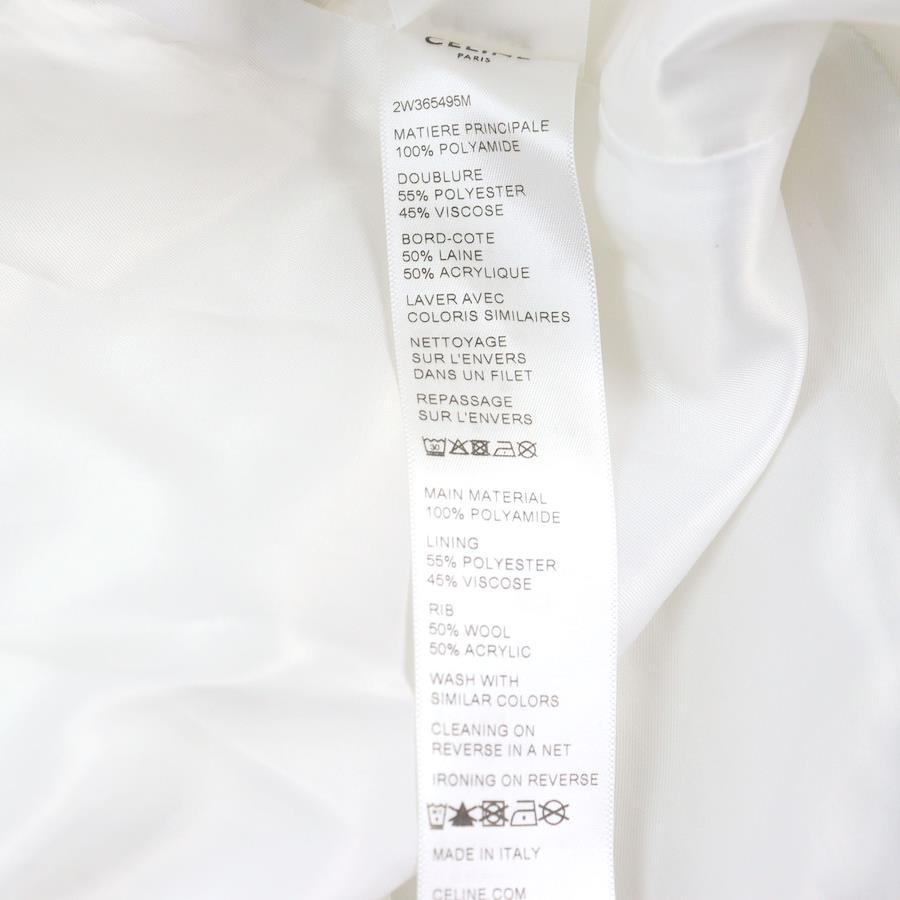 CELINE
PARIS
2W365495M
MATIERE PRINCIPALE
100% POLYAMIDE
DOUBLURE
55% POLYESTER
45% VISCOSE
BORD-COTE
50% LAINE
50% ACRYLIQUE
LAVER AVEC
COLORIS SIMILAIRES
NETTOYAGE
SUR L'ENVERS
DANS UN FILET
REPASSAGE
SUR L'ENVERS
30
MAIN MATERIAL
100% POLYAMIDE
LINING
55% POLYESTER
45% VISCOSE
RIB
50% WOOL
50% ACRYLIC
WASH WITH
SIMILAR COLORS
CLEANING ON
REVERSE IN A NET
IRONING ON REVERSE
MADE IN ITALY
CELINE.COM